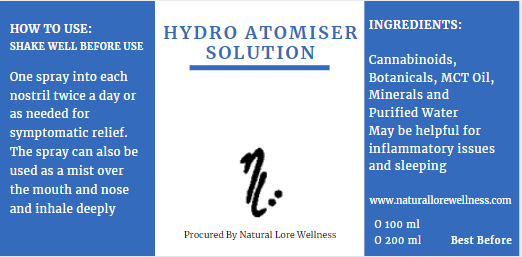 HOW TO USE:
SHAKE WELL BEFORE USE
One spray into each
nostril twice a day or
as needed for
symptomatic relief.
The spray can also be
used as a mist over
the mouth and nose
and inhale deeply
HYDRO ATOMISER
SOLUTION
Procured By Natural Lore Wellness
INGREDIENTS:
Cannabinoids,
Botanicals, MCT Oil,
Minerals and
Purified Water
May be helpful for
inflammatory issues
and sleeping
www.naturallorewellness.com
O 100 ml
O 200 ml Best Before